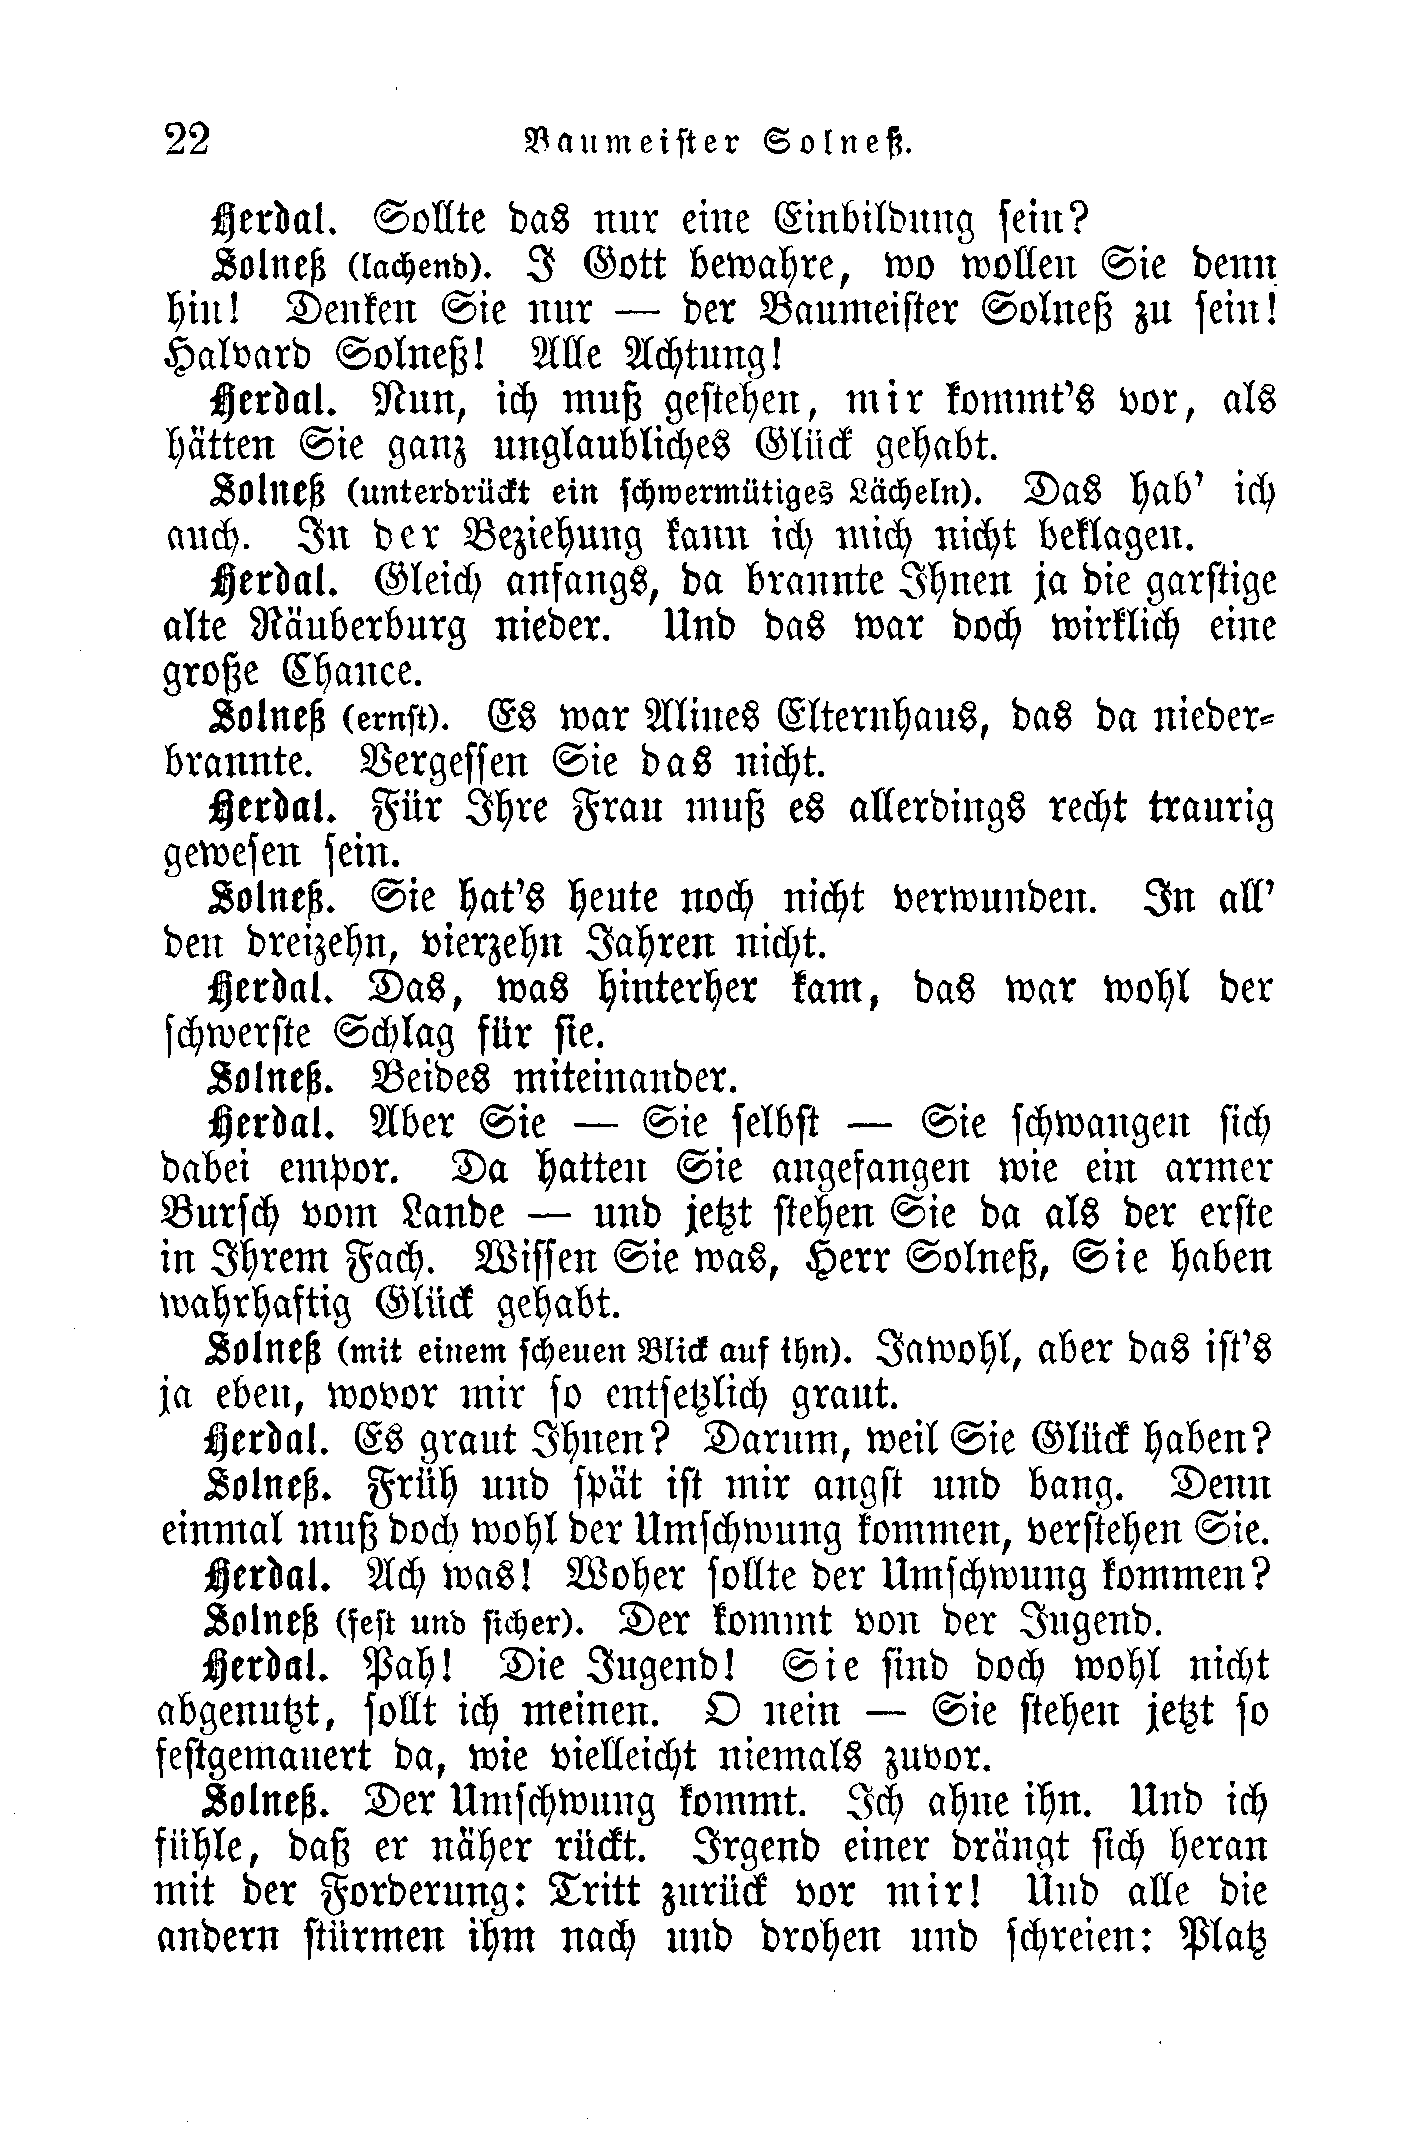 22 Baumeister Solneß.
Herdal. Sollte das nur eine Einbildung sein?
Solneß (lachend). I Gott bewahre, wo wollen Sie denn
hin! Denken Sie nur — der Baumeister Solneß zu sein!
Halvard Solneß! Alle Achtung!
Herdal. Nun, ich muß gestehen, mir kommt's vor, als
hätten Sie ganz unglaubliches Glück gehabt.
Solneß (unterdrückt ein schwermütiges Lächeln). Das hab' ich
auch. In der Beziehung kann ich mich nicht beklagen.
Herdal. Gleich anfangs, da brannte Ihnen ja die garstige
alte Räuberburg nieder. Und das war doch wirklich eine
große Chance.
Solneß (ernst). Es war Alines Elternhaus, das da nieder-
brannte. Vergessen Sie das nicht.
Herdal. Für Ihre Frau muß es allerdings recht traurig
gewesen sein.
Solneß. Sie hat's heute noch nicht verwunden. In all'
den dreizehn, vierzehn Jahren nicht.
Herdal. Das, was hinterher kam, das war wohl der
schwerste Schlag für sie.
Solneß. Beides miteinander.
Herdal. Aber Sie — Sie selbst — Sie schwangen sich
dabei empor. Da hatten Sie angefangen wie ein armer
Bursch vom Lande — und jetzt stehen Sie da als der erste
in Ihrem Fach. Wissen Sie was, Herr Solneß, Sie haben
wahrhaftig Glück gehabt.
Solneß (mit einem scheuen Blick auf ihn). Jawohl, aber das ist's
ja eben, wovor mir so entsetzlich graut.
Herdal. Es graut Ihnen? Darum, weil Sie Glück haben?
Solneß. Früh und spät ist mir angst und bang. Denn
einmal muß doch wohl der Umschwung kommen, verstehen Sie.
Herdal. Ach was! Woher sollte der Umschwung kommen?
Solneß (fest und sicher). Der kommt von der Jugend.
Herdal. Pah! Die Jugend! Sie sind doch wohl nicht
abgenutzt, sollt ich meinen. O nein — Sie stehen jetzt so
festgemauert da, wie vielleicht niemals zuvor.
Solneß. Der Umschwung kommt. Ich ahne ihn. Und ich
fühle, daß er näher rückt. Irgend einer drängt sich heran
mit der Forderung: Tritt zurück vor mir! Und alle die
andern stürmen ihm nach und drohen und schreien: Platz